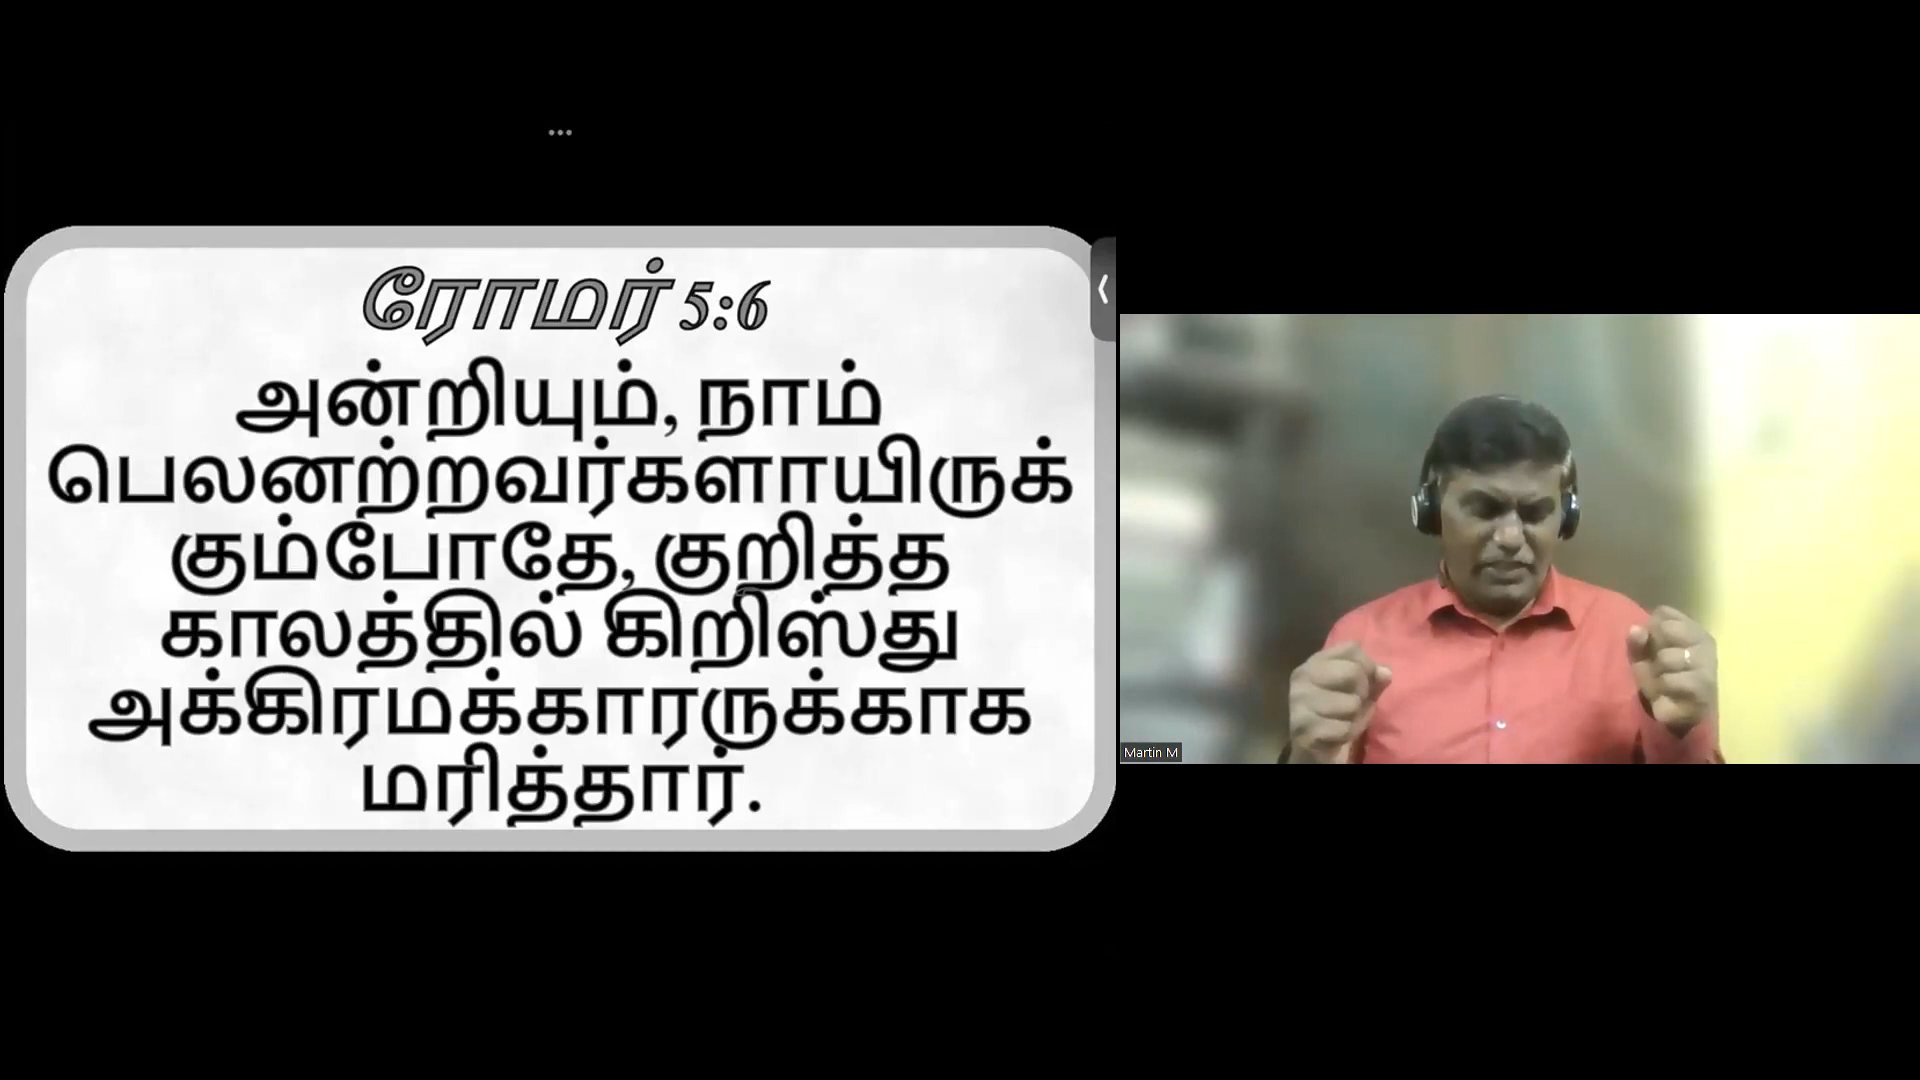 ரோமர் 5:6
அன்றியும், நாம்
பெலனற்றவர்களாயிருக்
கும்போதே, குறித்த
காலத்தில் கிறிஸ்து
அக்கிரமக்காரருக்காக
மரித்தார்.
Martin M